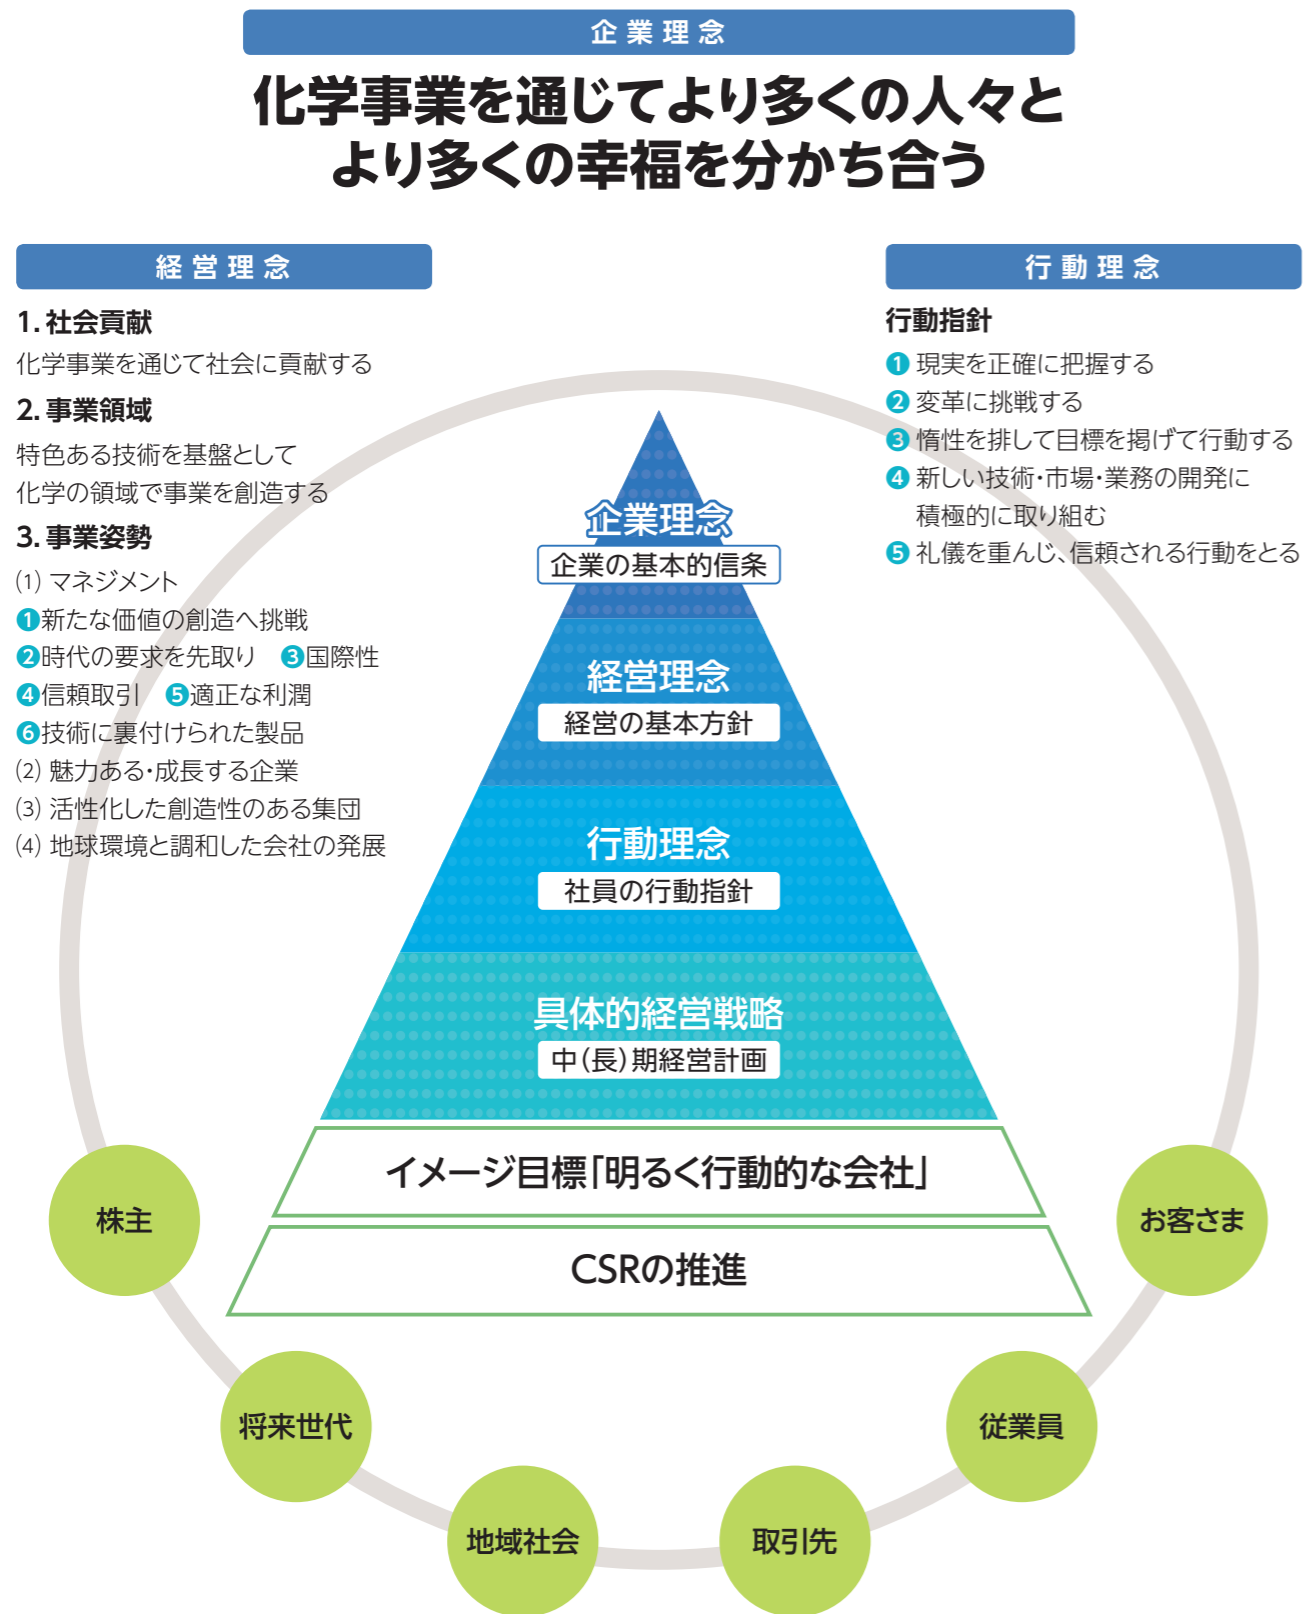 企業理念
化学事業を通じてより多くの人々と
より多くの幸福を分かち合う
経営理念
1. 社会貢献
化学事業を通じて社会に貢献する
2. 事業領域
特色ある技術を基盤として
化学の領域で事業を創造する
3. 事業姿勢
(1) マネジメント
❶新たな価値の創造へ挑戦
❷時代の要求を先取り ❸国際性
❹信頼取引 ❺適正な利潤
❻技術に裏付けられた製品
(2) 魅力ある・成長する企業
(3) 活性化した創造性のある集団
(4) 地球環境と調和した会社の発展
行動理念
行動指針
❶ 現実を正確に把握する
❷ 変革に挑戦する
❸ 惰性を排して目標を掲げて行動する
❹ 新しい技術・市場・業務の開発に
積極的に取り組む
❺ 礼儀を重んじ、信頼される行動をとる
企業理念
企業の基本的信条
経営理念
経営の基本方針
行動理念
社員の行動指針
具体的経営戦略
中(長)期経営計画
イメージ目標「明るく行動的な会社」
CSRの推進
株主
お客さま
将来世代
従業員
地域社会
取引先